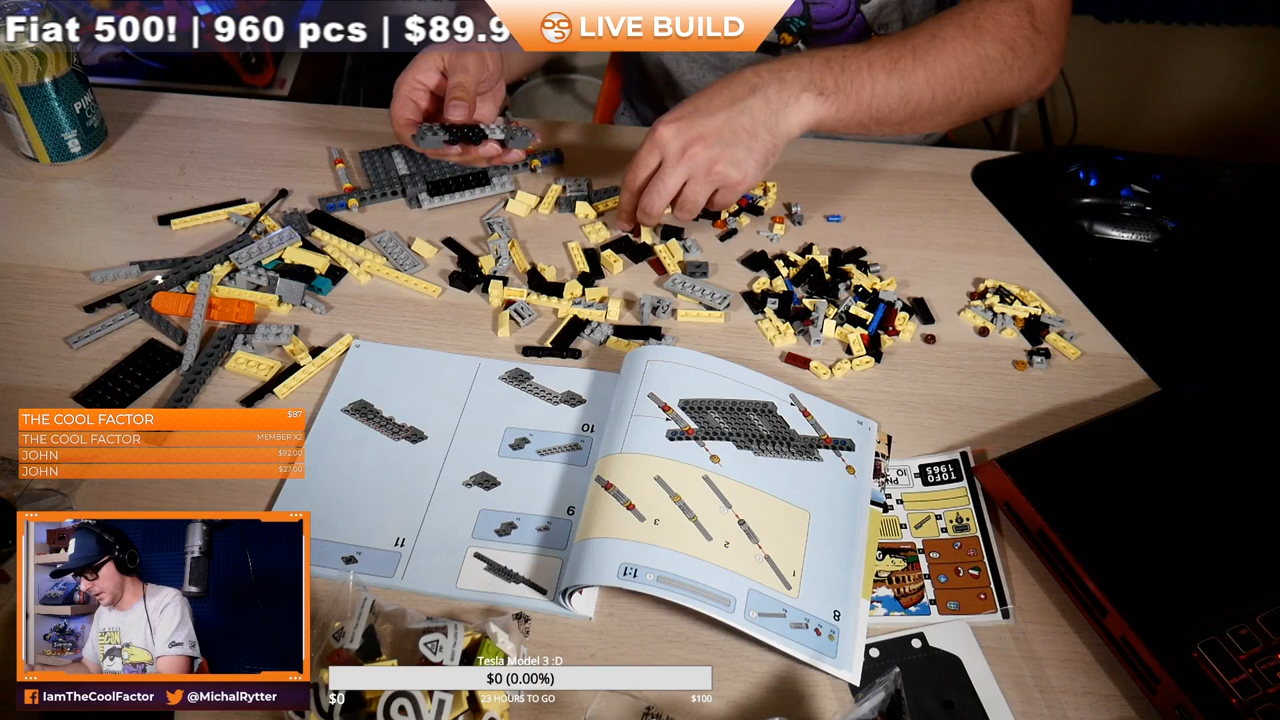 Fiat 500! | 960 pcs | $89.9
LIVE BUILD
THE COOL FACTOR $87
THE COOL FACTOR MEMBER X2
JOHN $92.00
JOHN $27.00
10
9
11
8
1:1
1
2
3
TOFO
1965
Tesla Model 3 :D
$0 (0.00%)
$0 23 HOURS TO GO $100
IamTheCoolFactor @MichalRytter